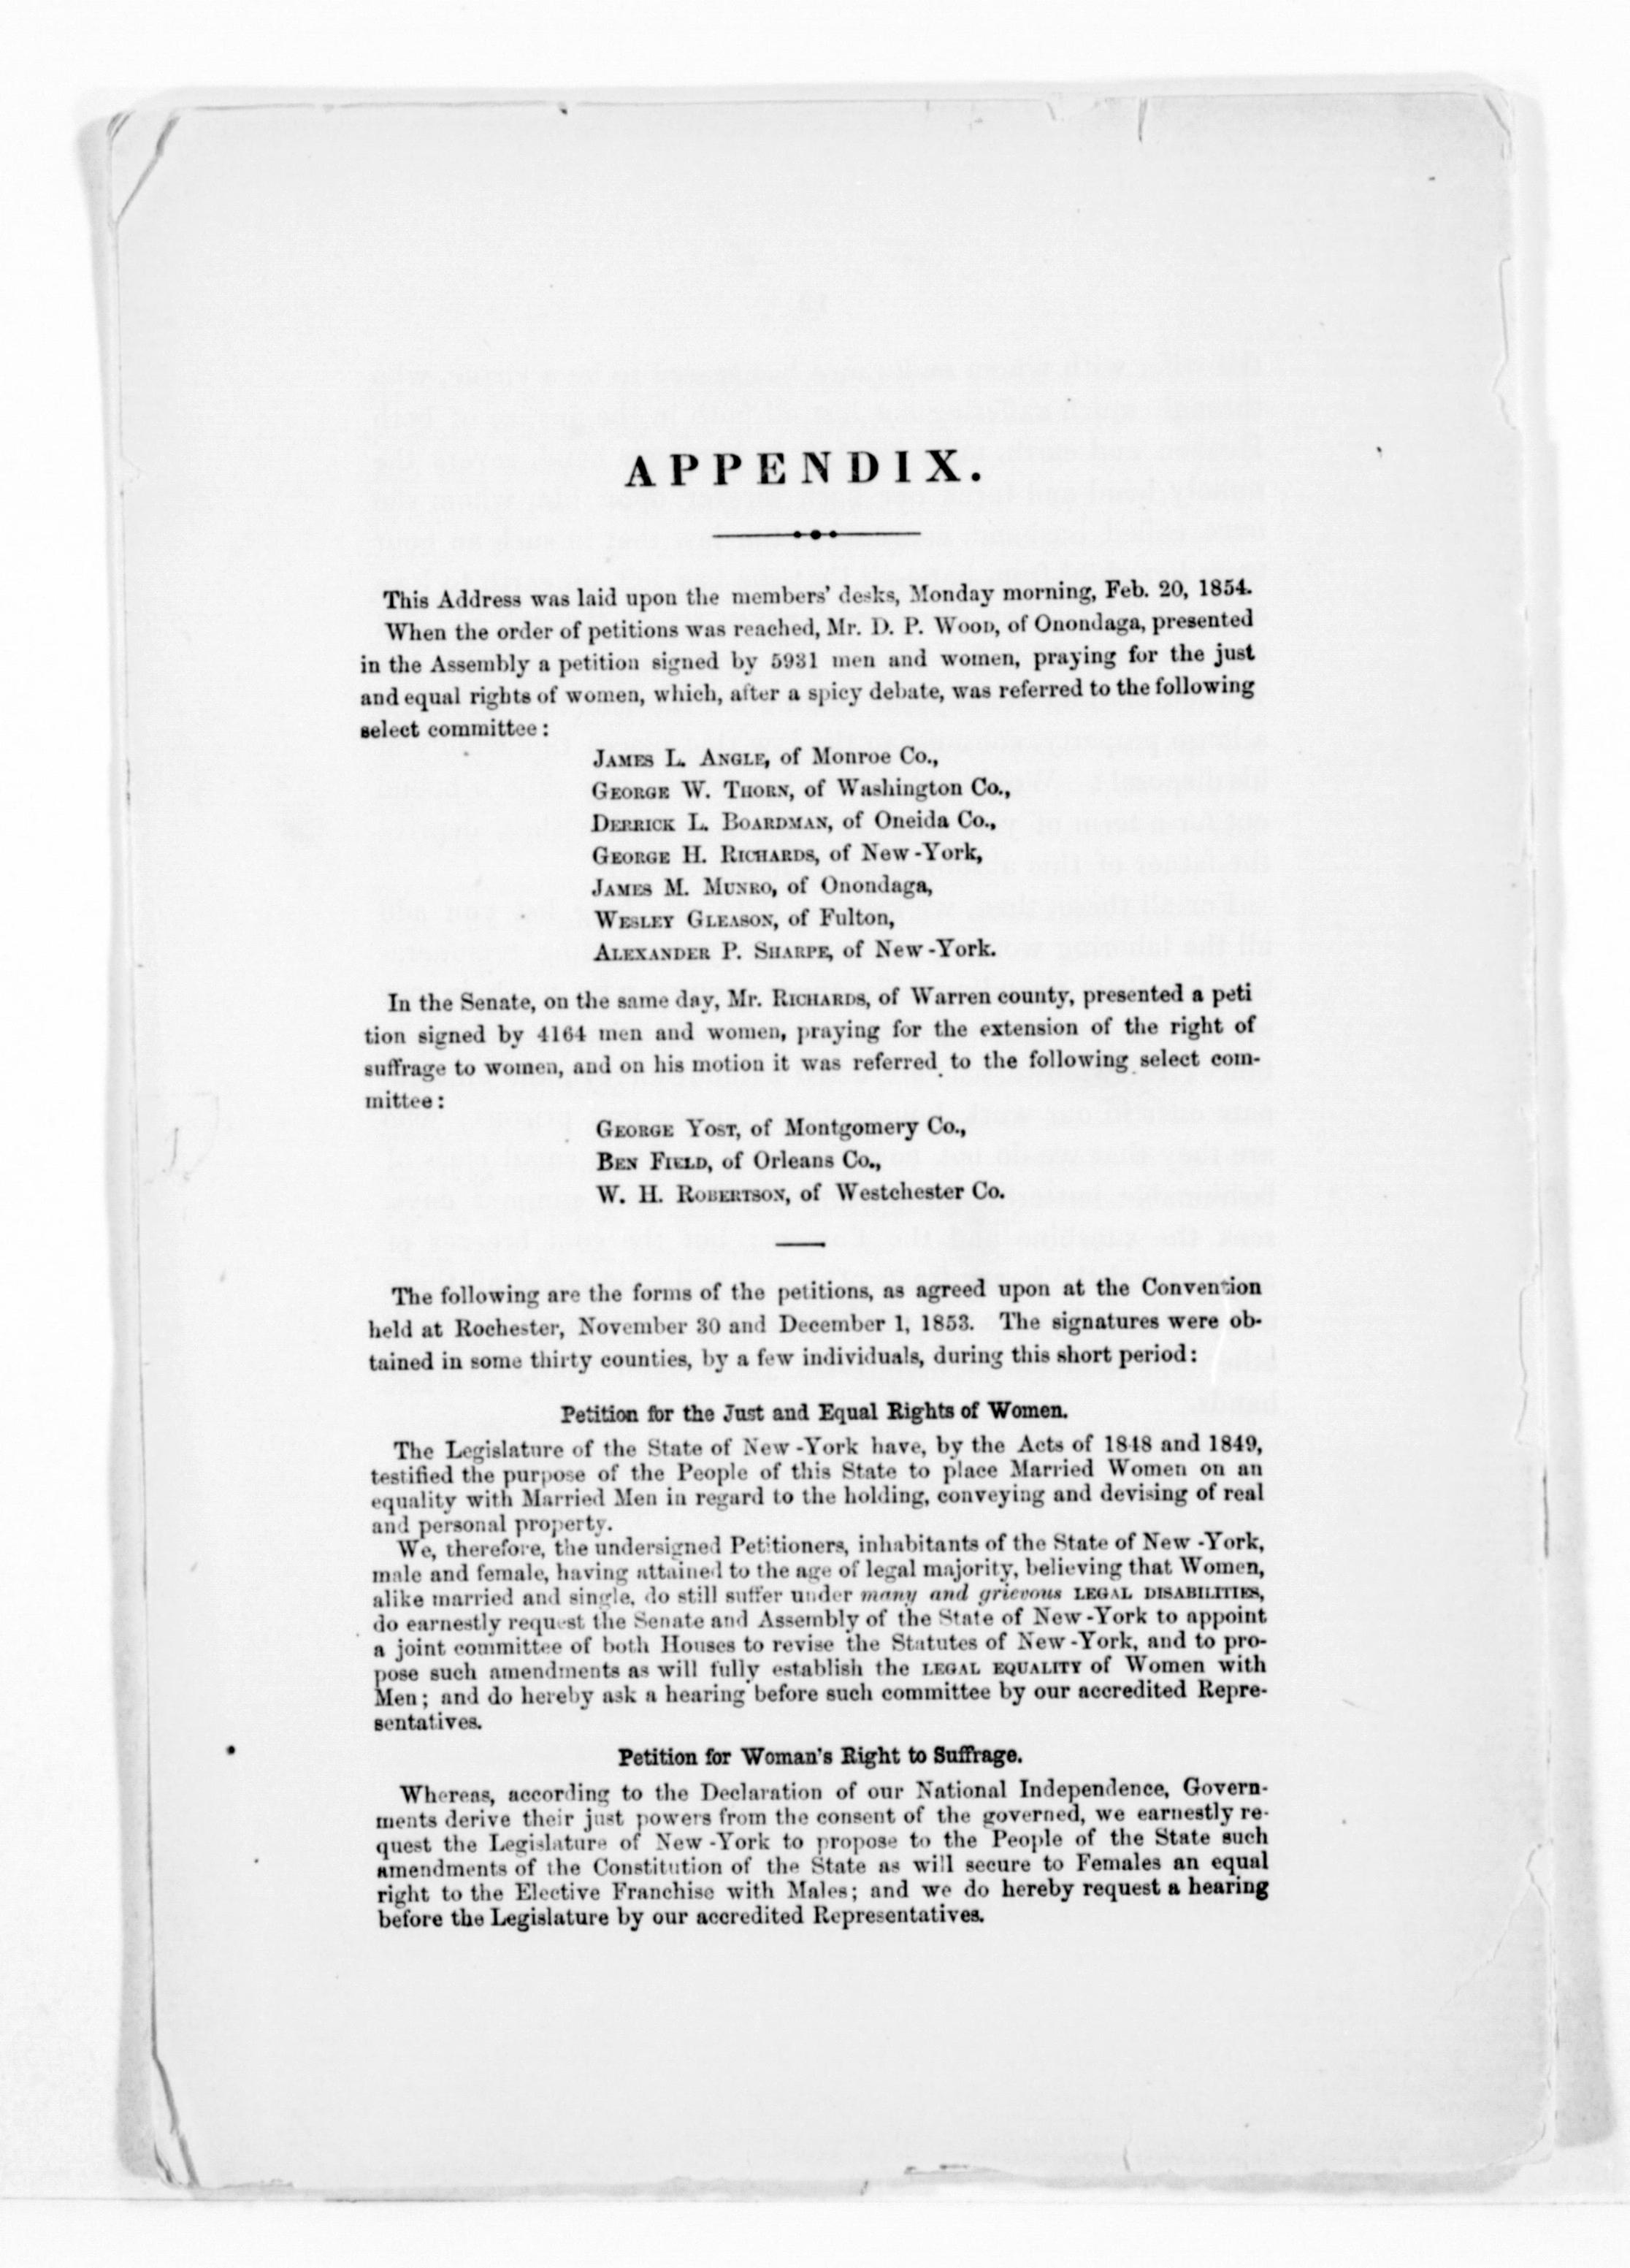 APPENDIX.
This Address was laid upon the members' desks, Monday morning, Feb. 20, 1854.
When the order of petitions was reached, Mr. D. P. WOOD, of Onondaga, presented
in the Assembly a petition signed by 5931 men and women, praying for the just
and equal rights of women, which, after a spicy debate, was referred to the following
select committee:
JAMES L. ANGLE, of Monroe Co.,
GEORGE W. THORN, of Washington Co.,
DERRICK L. BOARDMAN, of Oneida Co.,
GEORGE H. RICHARDS, of New-York,
JAMES M. MUNRO, of Onondaga,
WESLEY GLEASON, of Fulton,
ALEXANDER P. SHARPE, of New-York.
In the Senate, on the same day, Mr. RICHARDS, of Warren county, presented a peti
tion signed by 4164 men and women, praying for the extension of the right of
suffrage to women, and on his motion it was referred to the following select com-
mittee:
GEORGE YOST, of Montgomery Co.,
BEN FIELD, of Orleans Co.,
W. H. ROBERTSON, of Westchester Co.
The following are the forms of the petitions, as agreed upon at the Convention
held at Rochester, November 30 and December 1, 1853. The signatures were ob-
tained in some thirty counties, by a few individuals, during this short period:
Petition for the Just and Equal Rights of Women.
The Legislature of the State of New-York have, by the Acts of 1848 and 1849,
testified the purpose of the People of this State to place Married Women on an
equality with Married Men in regard to the holding, conveying and devising of real
and personal property.
We, therefore, the undersigned Petitioners, inhabitants of the State of New-York,
male and female, having attained to the age of legal majority, believing that Women,
alike married and single, do still suffer under many and grievous LEGAL DISABILITIES,
do earnestly request the Senate and Assembly of the State of New-York to appoint
a joint committee of both Houses to revise the Statutes of New-York, and to pro-
pose such amendments as will fully establish the LEGAL EQUALITY of Women with
Men; and do hereby ask a hearing before such committee by our accredited Repre-
sentatives.
Petition for Woman's Right to Suffrage.
Whereas, according to the Declaration of our National Independence, Govern-
ments derive their just powers from the consent of the governed, we earnestly re-
quest the Legislature of New-York to propose to the People of the State such
amendments of the Constitution of the State as will secure to Females an equal
right to the Elective Franchise with Males; and we do hereby request a hearing
before the Legislature by our accredited Representatives.